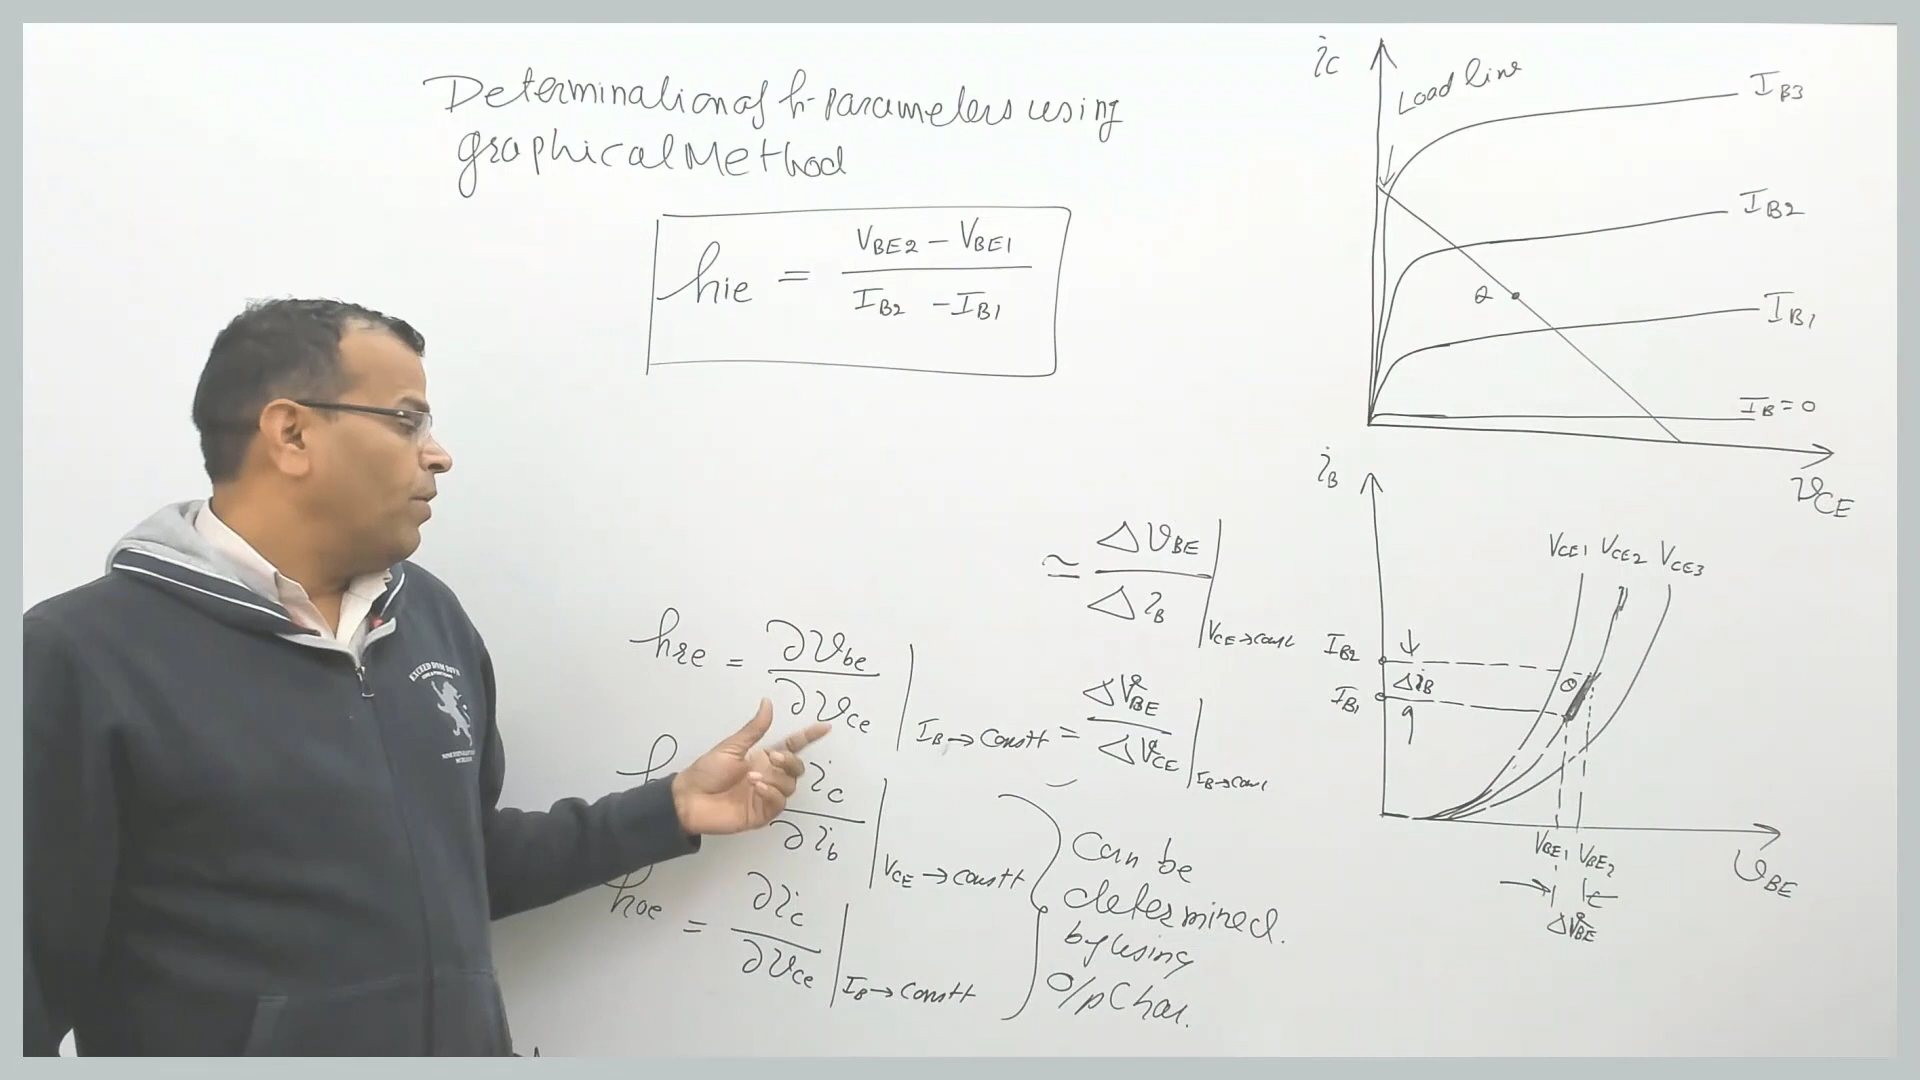 Determination of h-parameters using
graphical Method
hie = VBE2 - VBE1 / IB2 - IB1
≃ ΔVBE / ΔiB | VCE→const
hre = ∂Vbe / ∂Vce | IB→constt = ΔVBE / ΔVCE | IB→const
h
ic / ∂ib | VCE→constt
hoe = ∂ic / ∂Vce | IB→constt
Can be
determined.
by using
O/p Char.
iC
Load line
IB3
IB2
Q
IB1
IB=0
VCE
iB
VCE1 VCE2 VCE3
IB2
ΔiB
Q
IB1
VBE1 VBE2
VBE
ΔVBE